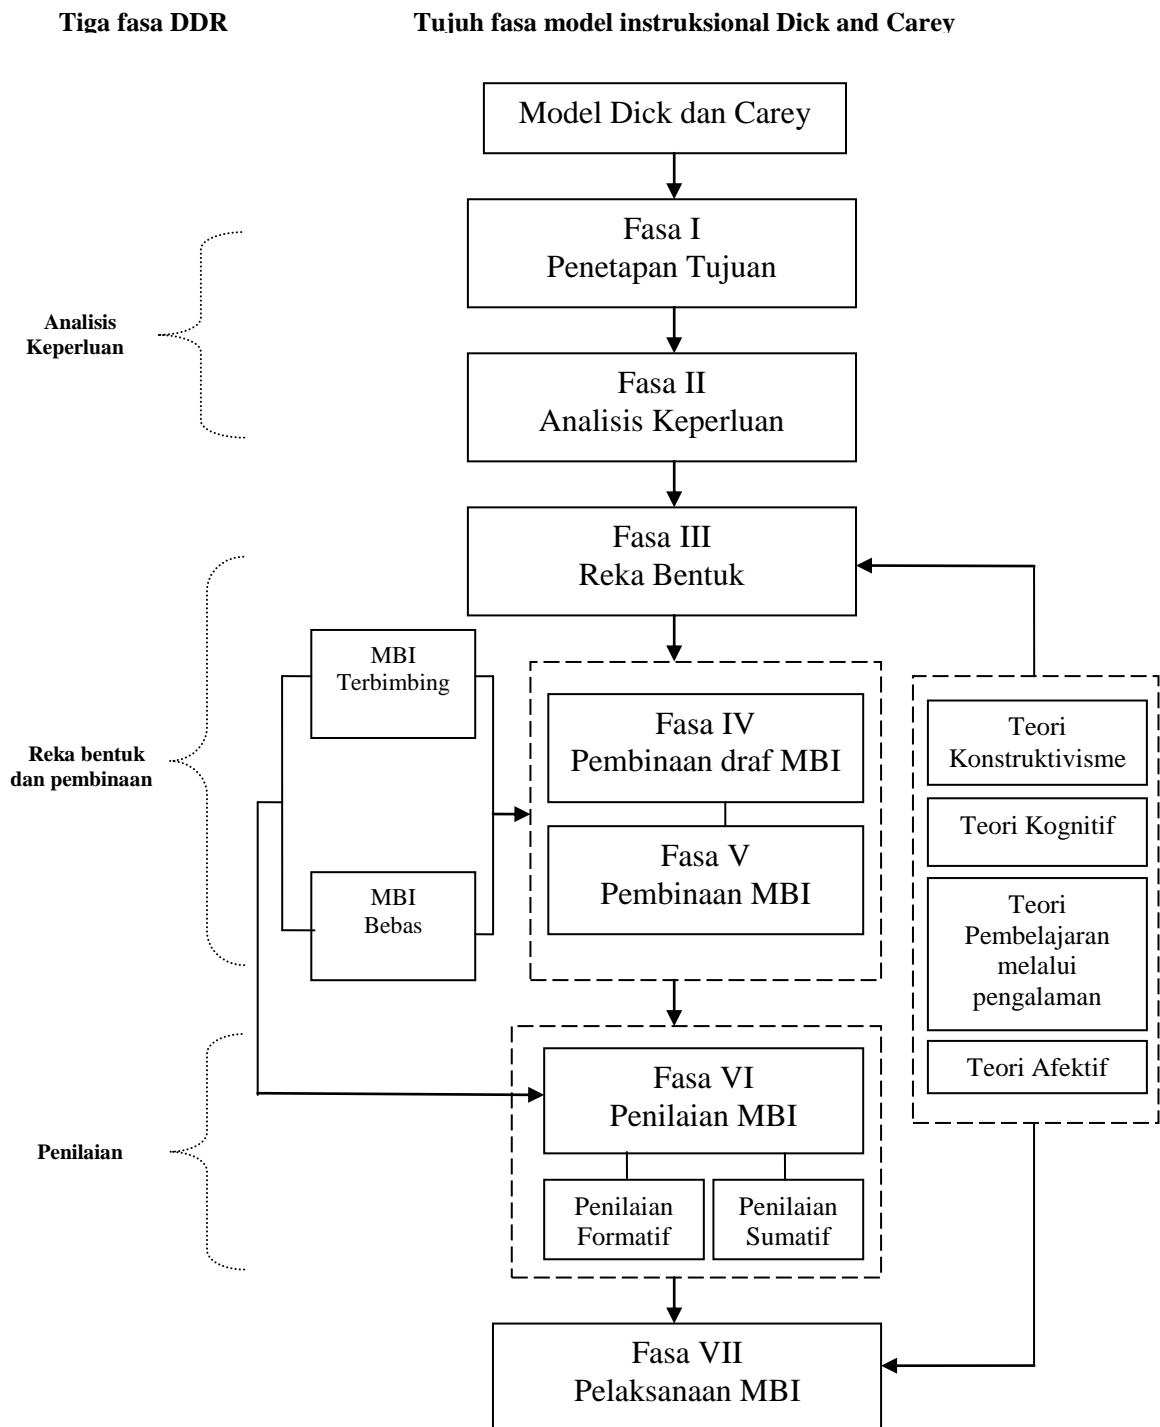 Tiga fasa DDR
Tujuh fasa model instruksional Dick and Carey
Model Dick dan Carey
Fasa I
Penetapan Tujuan
Analisis
Keperluan
Fasa II
Analisis Keperluan
Fasa III
Reka Bentuk
MBI
Terbimbing
Fasa IV
Pembinaan draf MBI
Teori
Konstruktivisme
Reka bentuk
dan pembinaan
Teori Kognitif
Fasa V
Pembinaan MBI
MBI
Bebas
Teori
Pembelajaran
melalui
pengalaman
Teori Afektif
Fasa VI
Penilaian MBI
Penilaian
Penilaian
Formatif
Penilaian
Sumatif
Fasa VII
Pelaksanaan MBI